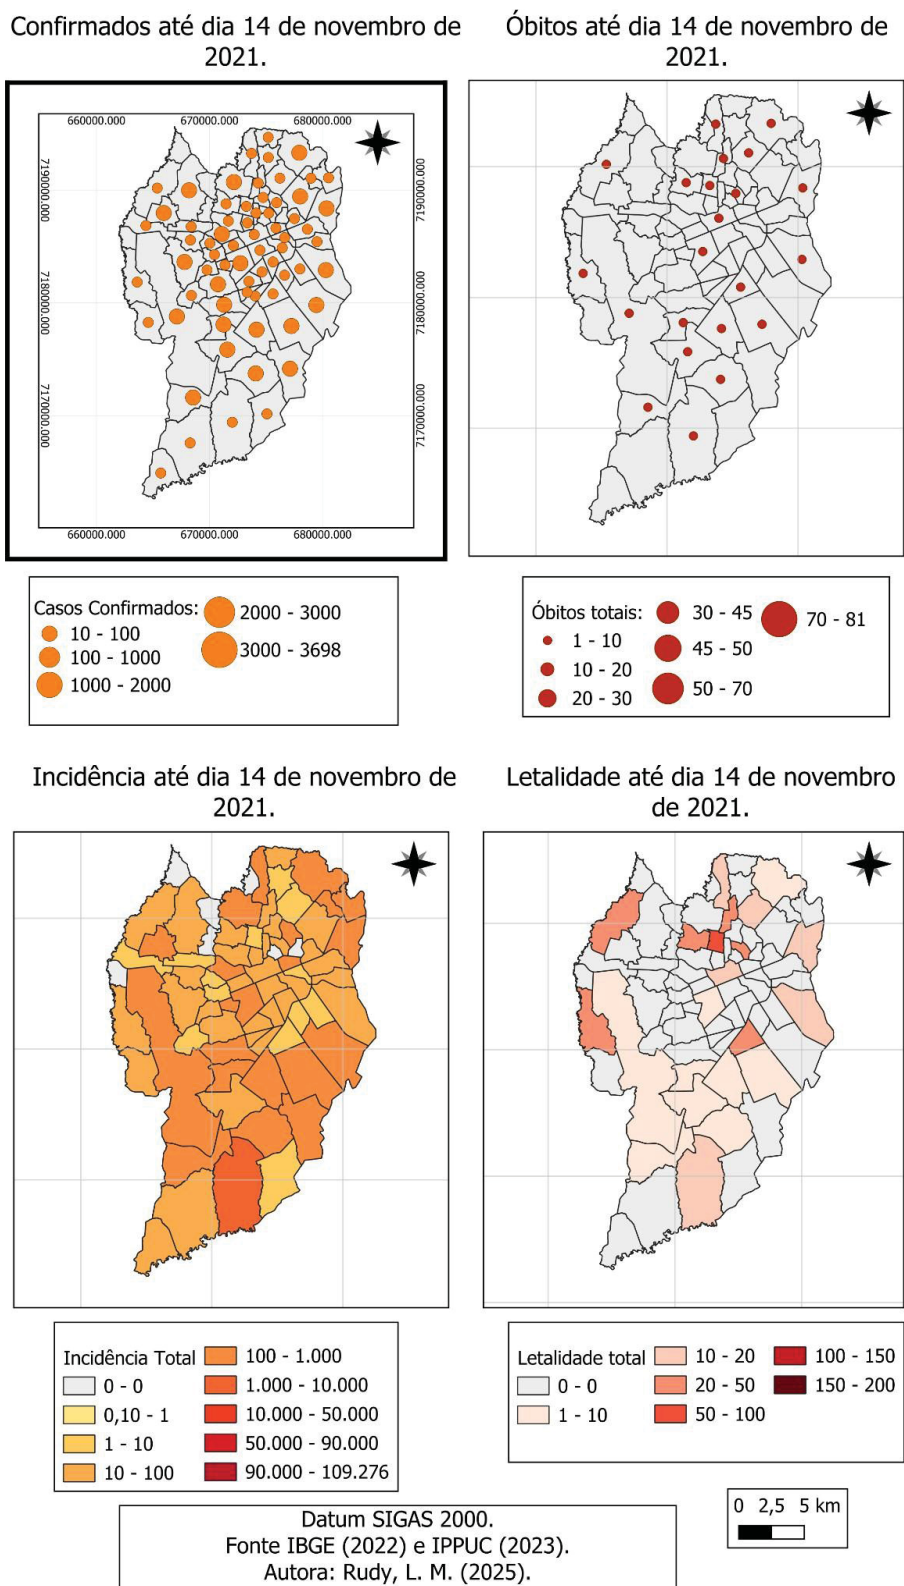 Confirmados até dia 14 de novembro de
2021.
660000.000
670000.000
680000.000
7190000.000
7190000.000
7180000.000
7180000.000
7170000.000
7170000.000
660000.000
670000.000
680000.000
Casos Confirmados:
10 - 100
100 - 1000
1000 - 2000
2000 - 3000
3000 - 3698
Óbitos até dia 14 de novembro de
2021.
Óbitos totais:
1 - 10
10 - 20
20 - 30
30 - 45
45 - 50
50 - 70
70 - 81
Incidência até dia 14 de novembro de
2021.
Incidência Total
0 - 0
0,10 - 1
1 - 10
10 - 100
100 - 1.000
1.000 - 10.000
10.000 - 50.000
50.000 - 90.000
90.000 - 109.276
Letalidade até dia 14 de novembro
de 2021.
Letalidade total
0 - 0
1 - 10
10 - 20
20 - 50
50 - 100
100 - 150
150 - 200
Datum SIGAS 2000.
Fonte IBGE (2022) e IPPUC (2023).
Autora: Rudy, L. M. (2025).
0 2,5 5 km